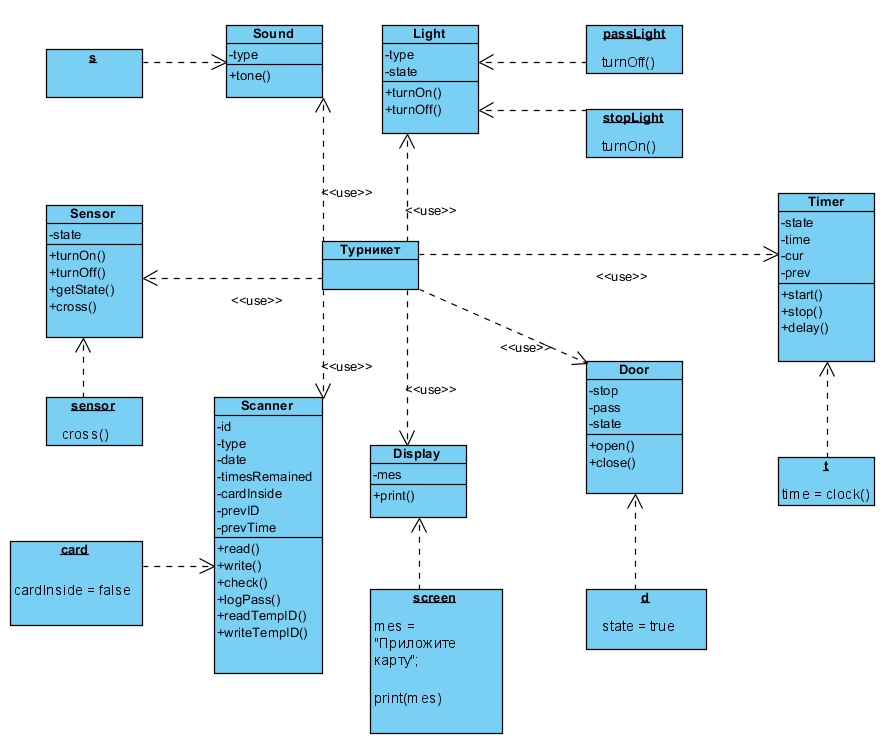 s
Sound
-type
+tone()
Light
-type
-state
+turnOn()
+turnOff()
passLight
turnOff()
stopLight
turnOn()
<<use>>
<<use>>
Sensor
-state
+turnOn()
+turnOff()
+getState()
+cross()
Турникет
Timer
-state
-time
-cur
-prev
+start()
+stop()
+delay()
<<use>>
<<use>>
<<use>>
<<use>>
<<use>>
sensor
cross()
Scanner
-id
-type
-date
-timesRemained
-cardInside
-prevID
-prevTime
+read()
+write()
+check()
+logPass()
+readTempID()
+writeTempID()
Display
-mes
+print()
Door
-stop
-pass
-state
+open()
+close()
t
time = clock()
card
cardInside = false
screen
mes =
"Приложите
карту";
print(mes)
d
state = true